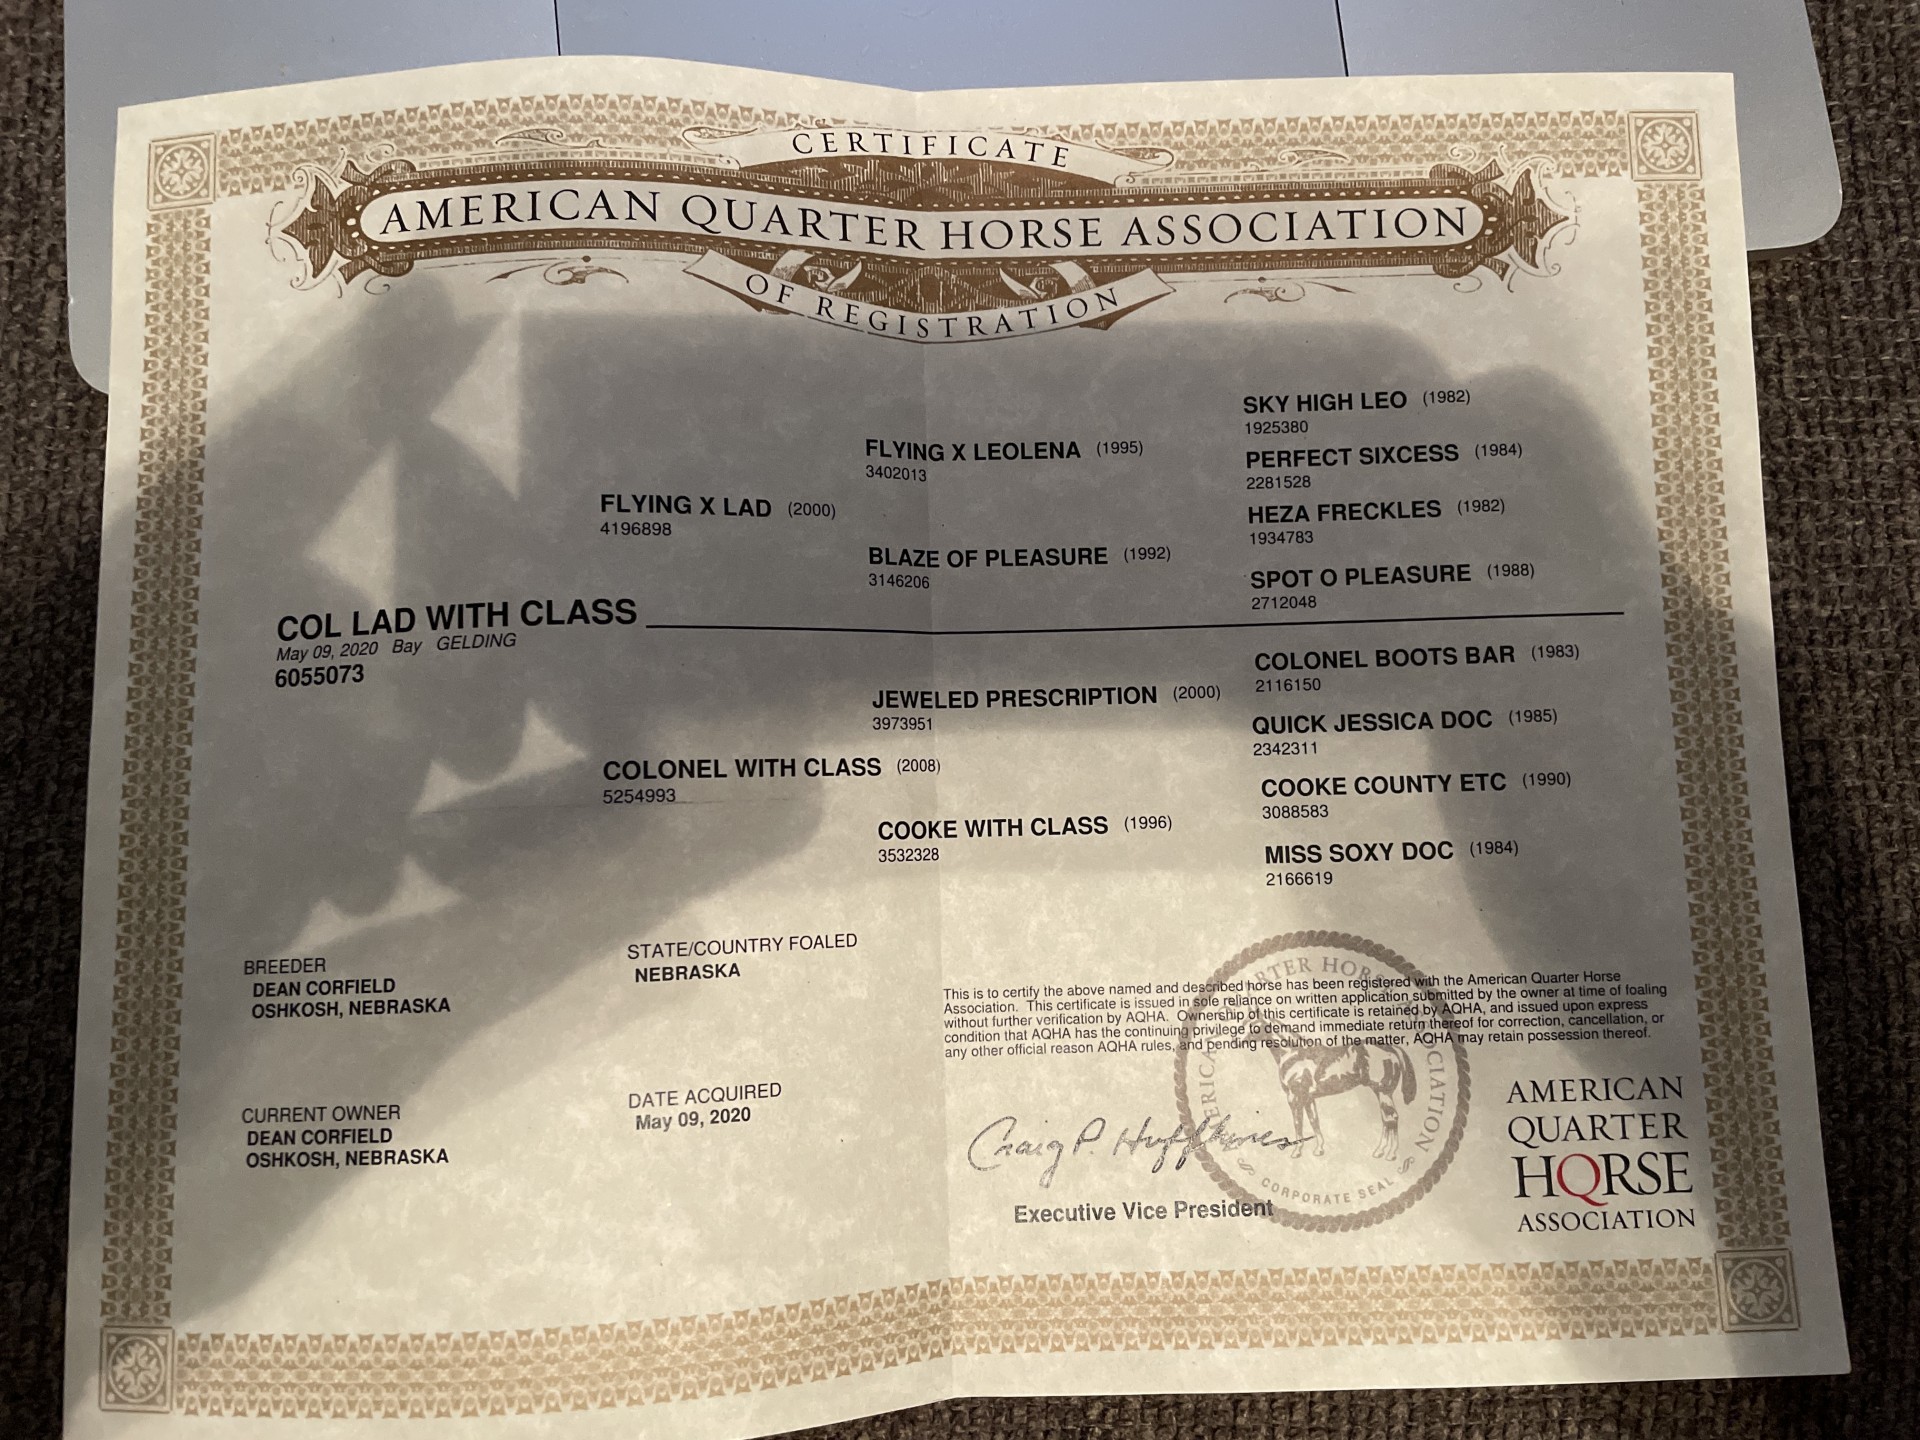 CERTIFICATE
AMERICAN QUARTER HORSE ASSOCIATION
OF REGISTRATION
SKY HIGH LEO (1982)
1925380
FLYING X LEOLENA (1995)
3402013
PERFECT SIXCESS (1984)
2281528
FLYING X LAD (2000)
4196898
HEZA FRECKLES (1982)
1934783
BLAZE OF PLEASURE (1992)
3146206
SPOT O PLEASURE (1988)
2712048
COL LAD WITH CLASS
May 09, 2020 Bay GELDING
6055073
COLONEL BOOTS BAR (1983)
2116150
JEWELED PRESCRIPTION (2000)
3973951
QUICK JESSICA DOC (1985)
2342311
COLONEL WITH CLASS (2008)
5254993
COOKE COUNTY ETC (1990)
3088583
COOKE WITH CLASS (1996)
3532328
MISS SOXY DOC (1984)
2166619
BREEDER
DEAN CORFIELD
OSHKOSH, NEBRASKA
STATE/COUNTRY FOALED
NEBRASKA
This is to certify the above named and described horse has been registered with the American Quarter Horse
Association. This certificate is issued in sole reliance on written application submitted by the owner at time of foaling
without further verification by AQHA. Ownership of this certificate is retained by AQHA, and issued upon express
condition that AQHA has the continuing privilege to demand immediate return thereof for correction, cancellation, or
any other official reason AQHA rules, and pending resolution of the matter, AQHA may retain possession thereof.
CURRENT OWNER
DEAN CORFIELD
OSHKOSH, NEBRASKA
DATE ACQUIRED
May 09, 2020
Craig P. Huffhines
Executive Vice President
CORPORATE SEAL
AMERICAN
QUARTER
HORSE
ASSOCIATION